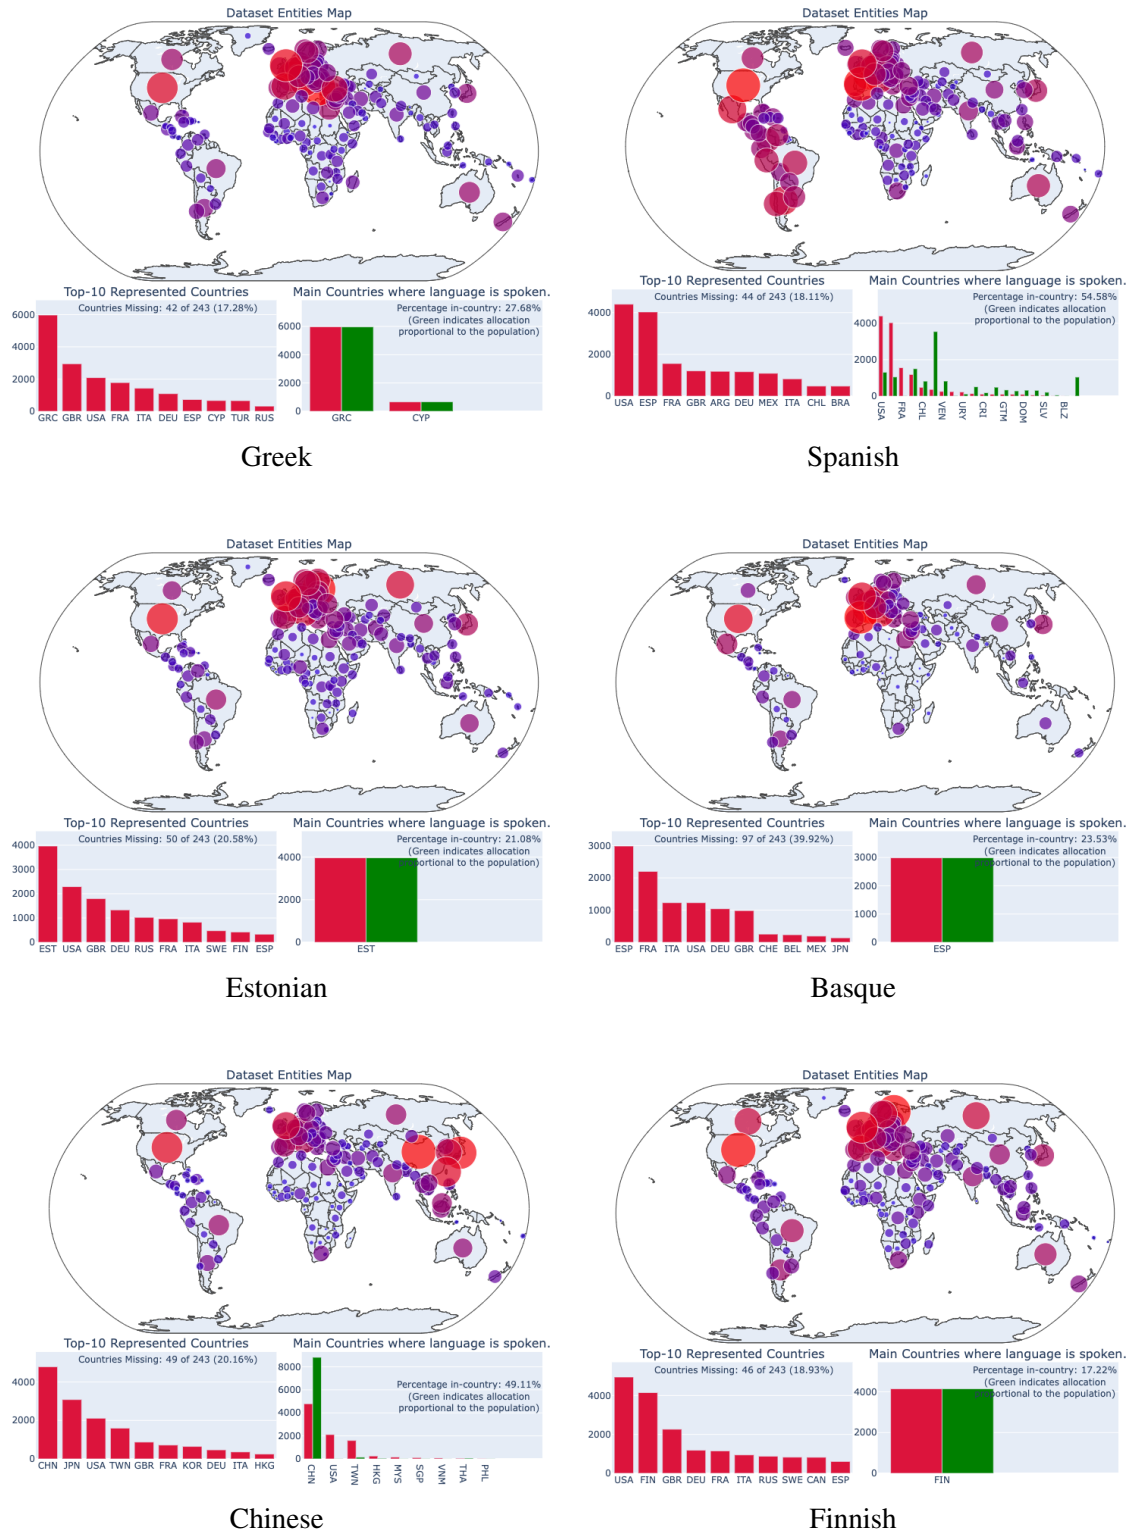 Dataset Entities Map
Top-10 Represented Countries
Countries Missing: 42 of 243 (17.28%)
6000
4000
2000
0
GRC GBR USA FRA ITA DEU ESP CYP TUR RUS
Main Countries where language is spoken.
Percentage in-country: 27.68%
(Green indicates allocation
proportional to the population)
6000
4000
2000
0
GRC CYP
Greek
Dataset Entities Map
Top-10 Represented Countries
Countries Missing: 44 of 243 (18.11%)
4000
2000
0
USA ESP FRA GBR ARG DEU MEX ITA CHL BRA
Main Countries where language is spoken.
Percentage in-country: 54.58%
(Green indicates allocation
proportional to the population)
4000
2000
0
USA FRA CHL VEN URY CRI GTM DOM SLV BLZ
Spanish
Dataset Entities Map
Top-10 Represented Countries
Countries Missing: 50 of 243 (20.58%)
4000
3000
2000
1000
0
EST USA GBR DEU RUS FRA ITA SWE FIN ESP
Main Countries where language is spoken.
Percentage in-country: 21.08%
(Green indicates allocation
proportional to the population)
4000
2000
0
EST
Estonian
Dataset Entities Map
Top-10 Represented Countries
Countries Missing: 97 of 243 (39.92%)
3000
2000
1000
0
ESP FRA ITA USA DEU GBR CHE BEL MEX JPN
Main Countries where language is spoken.
Percentage in-country: 23.53%
(Green indicates allocation
proportional to the population)
3000
2000
1000
0
ESP
Basque
Dataset Entities Map
Top-10 Represented Countries
Countries Missing: 49 of 243 (20.16%)
4000
2000
0
CHN JPN USA TWN GBR FRA KOR DEU ITA HKG
Main Countries where language is spoken.
8000
Percentage in-country: 49.11%
(Green indicates allocation
proportional to the population)
6000
4000
2000
0
CHN USA TWN HKG MYS SGP VNM THA PHL
Chinese
Dataset Entities Map
Top-10 Represented Countries
Countries Missing: 46 of 243 (18.93%)
4000
2000
0
USA FIN GBR DEU FRA ITA RUS SWE CAN ESP
Main Countries where language is spoken.
Percentage in-country: 17.22%
(Green indicates allocation
proportional to the population)
4000
2000
0
FIN
Finnish